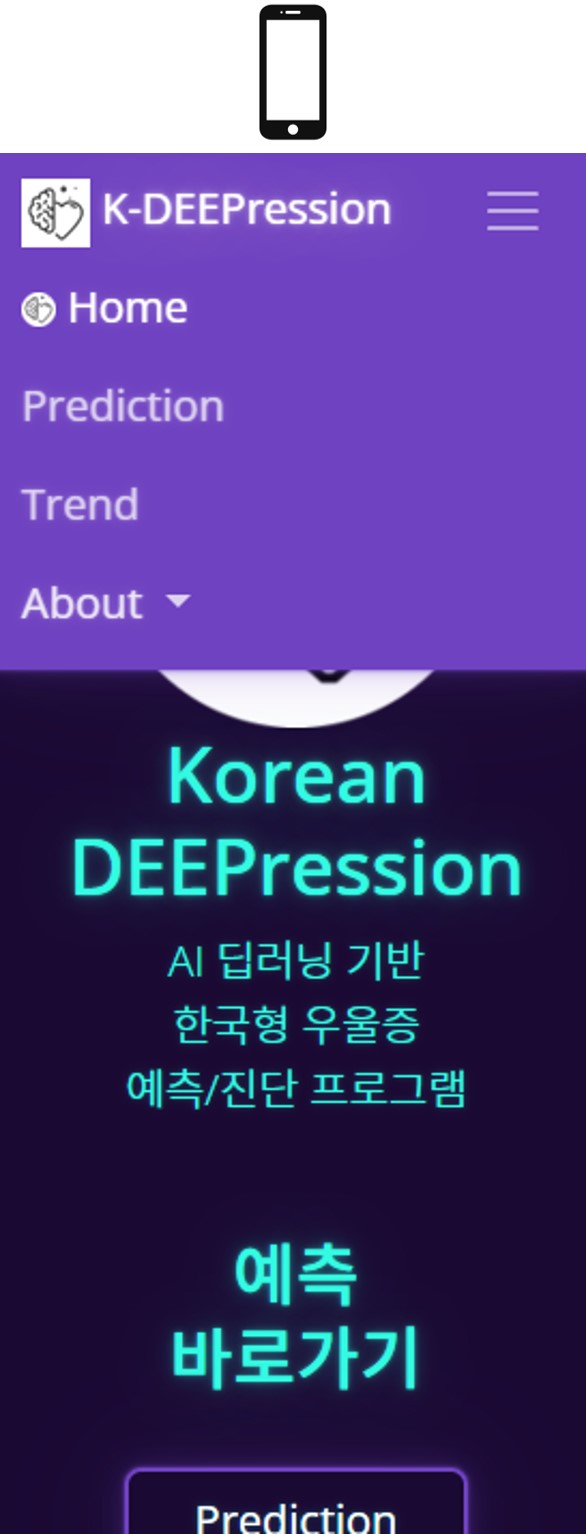 K-DEEPression
Home
Prediction
Trend
About
Korean
DEEPression
AI 딥러닝 기반
한국형 우울증
예측/진단 프로그램
예측
바로가기
Prediction